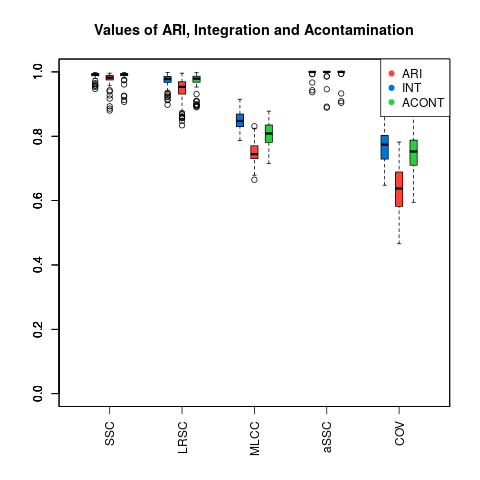 Values of ARI, Integration and Acontamination
ARI
INT
ACONT
1.0
0.8
0.6
0.4
0.2
0.0
SSC
LRSC
MLCC
aSSC
COV